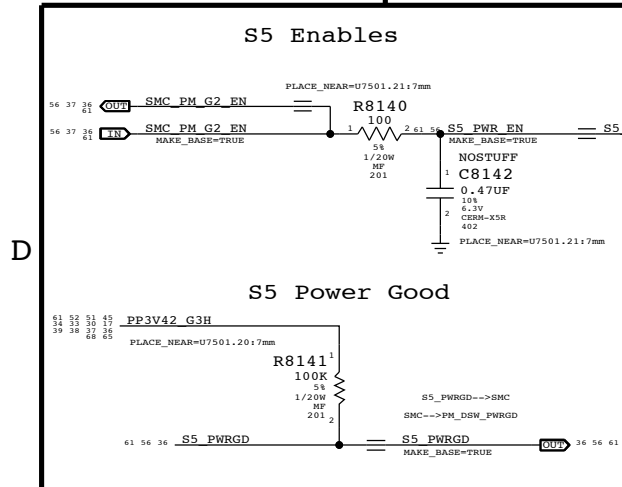 S5 Enables
PLACE_NEAR=U7501.21:7mm
56 37 36
61
OUT
SMC_PM_G2_EN
R8140
100
56 37 36
61
IN
SMC_PM_G2_EN
MAKE_BASE=TRUE
1
2
5%
1/20W
MF
201
61 56
S5_PWR_EN
MAKE_BASE=TRUE
S5
NOSTUFF
1
C8142
0.47UF
10%
6.3V
CERM-X5R
402
2
PLACE_NEAR=U7501.21:7mm
D
S5 Power Good
61 52 51 45
34 33 30 17
39 38 37 36
68 65
PP3V42_G3H
PLACE_NEAR=U7501.20:7mm
R8141
1
100K
5%
1/20W
MF
201
2
S5_PWRGD-->SMC
SMC-->PM_DSW_PWRGD
61 56 36
S5_PWRGD
S5_PWRGD
MAKE_BASE=TRUE
OUT
36 56 61